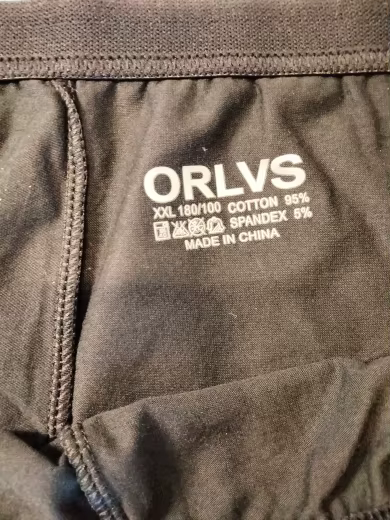 ORLVS
XXL 180/100 COTTON 95%
SPANDEX 5%
MADE IN CHINA